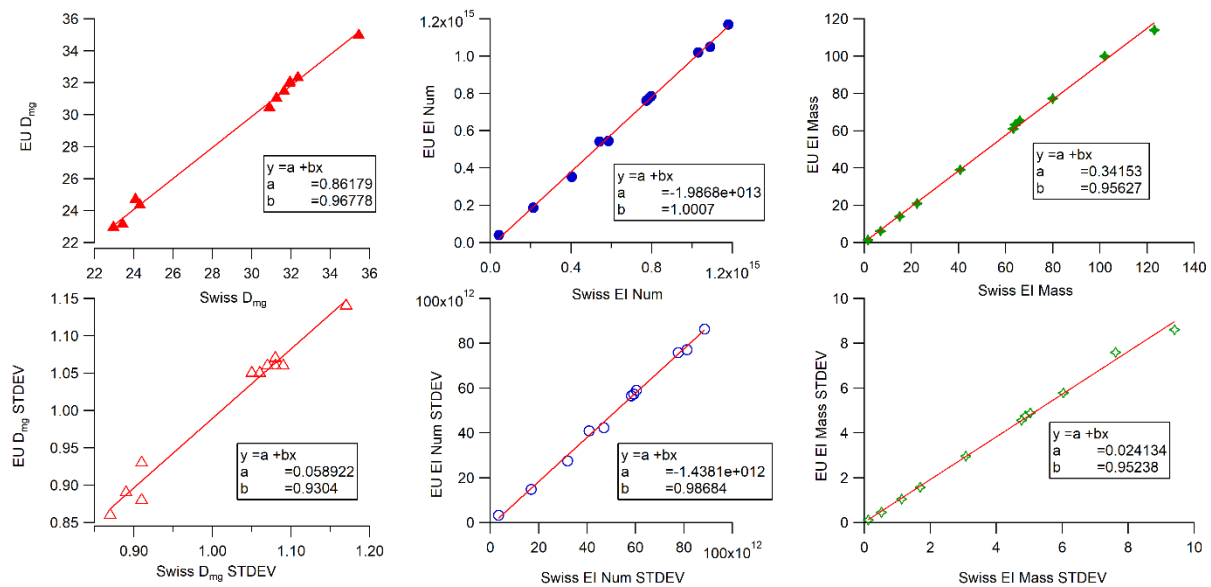 36
34
32
30
28
26
24
22
EU D_mg
22 24 26 28 30 32 34 36
Swiss D_mg
y =a +bx
a =0.86179
b =0.96778
1.2x10^15
1.0
0.8
0.6
0.4
0.2
0.0
EU EI Num
0.0 0.4 0.8 1.2x10^15
Swiss EI Num
y =a +bx
a =-1.9868e+013
b =1.0007
120
100
80
60
40
20
0
EU EI Mass
0 20 40 60 80 100 120 140
Swiss EI Mass
y =a +bx
a =0.34153
b =0.95627
1.15
1.10
1.05
1.00
0.95
0.90
0.85
EU D_mg STDEV
0.90 1.00 1.10 1.20
Swiss D_mg STDEV
y =a +bx
a =0.058922
b =0.9304
100x10^12
80
60
40
20
0
EU EI Num STDEV
0 20 40 60 80 100x10^12
Swiss EI Num STDEV
y =a +bx
a =-1.4381e+012
b =0.98684
10
8
6
4
2
0
EU EI Mass STDEV
0 2 4 6 8 10
Swiss EI Mass STDEV
y =a +bx
a =0.024134
b =0.95238